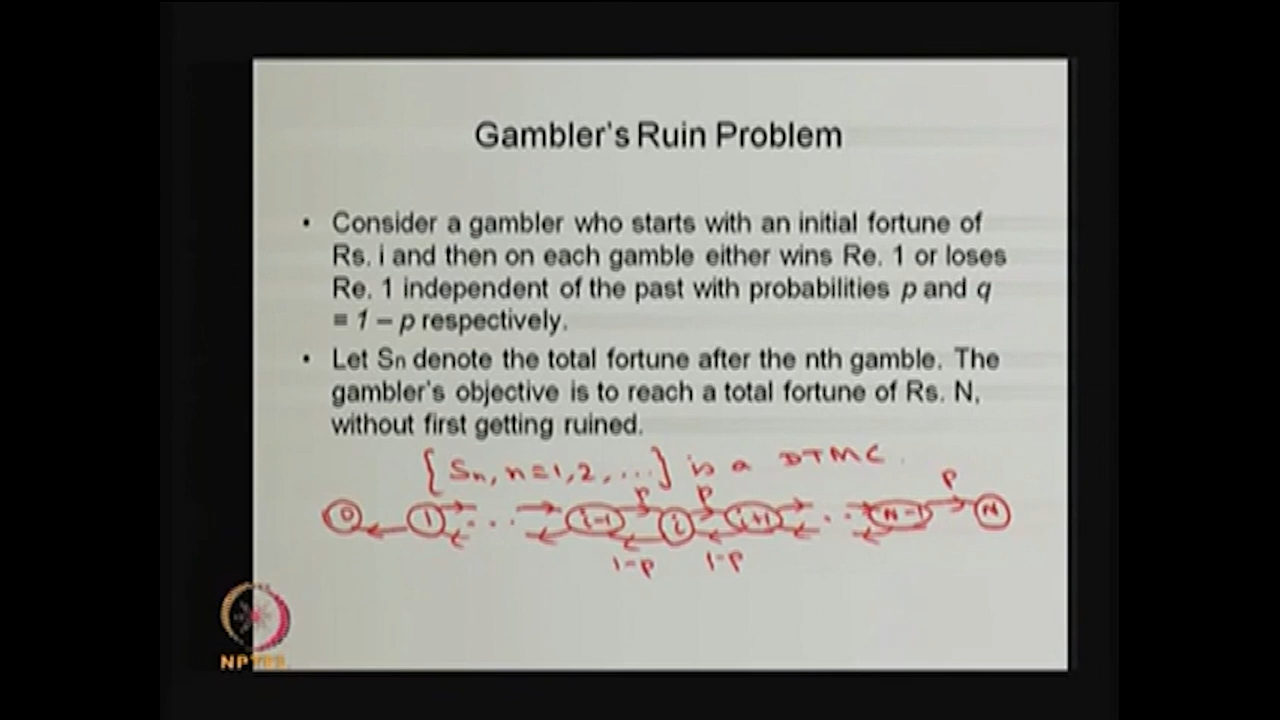 Gambler's Ruin Problem
• Consider a gambler who starts with an initial fortune of
Rs. i and then on each gamble either wins Re. 1 or loses
Re. 1 independent of the past with probabilities p and q
= 1 – p respectively.
• Let Sn denote the total fortune after the nth gamble. The
gambler's objective is to reach a total fortune of Rs. N,
without first getting ruined.
{Sn, n=1,2, ...} is a DTMC.
p p p
0 1 ... i-1 i i+1 ... N-1 N
1-p 1-p
NPTEL